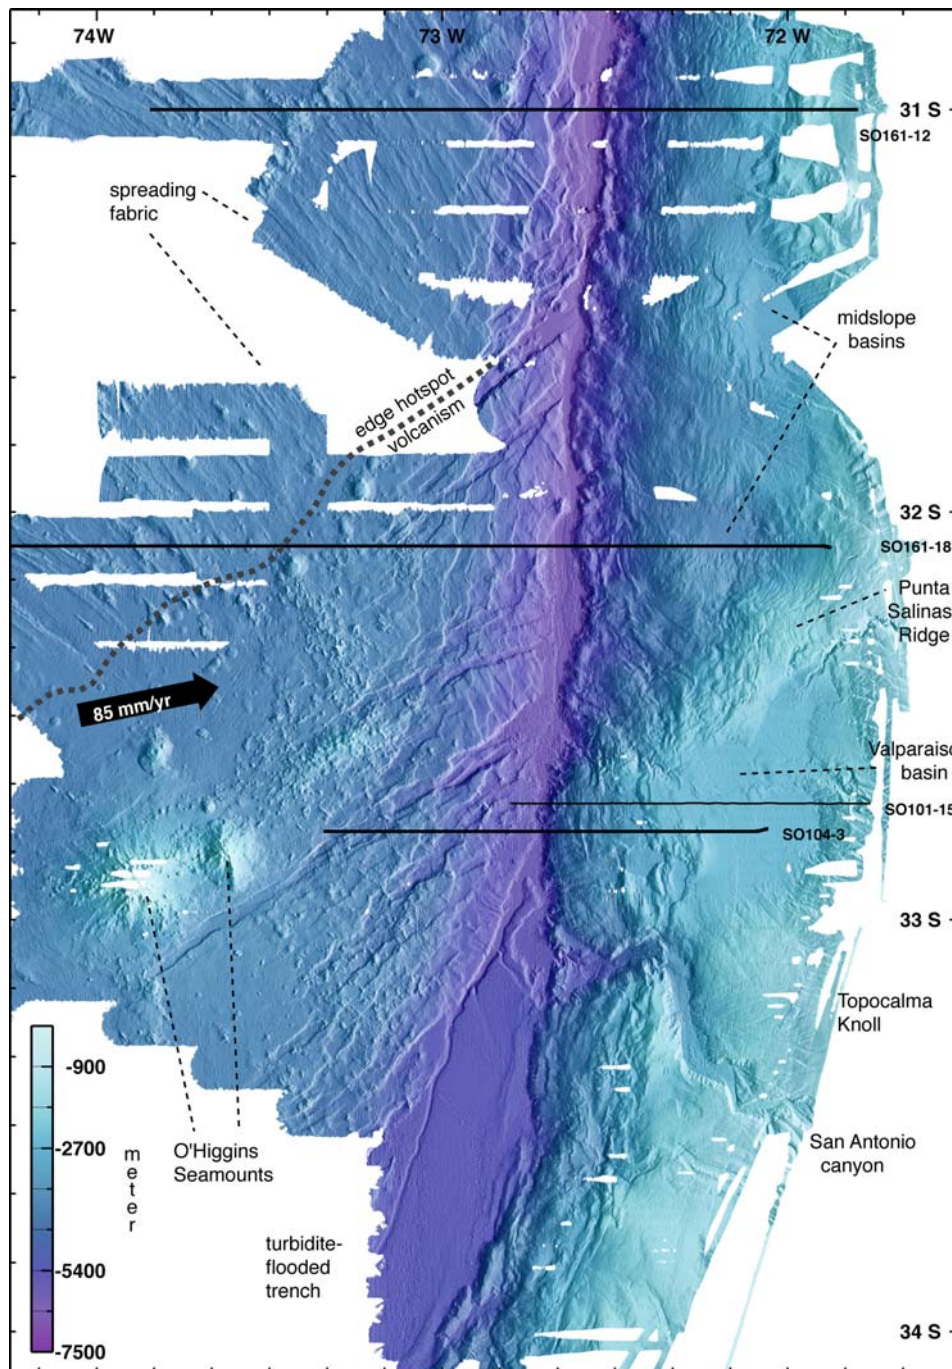 74W
73 W
72 W
31 S
SO161-12
spreading
fabric
midslope
basins
edge hotspot
volcanism
32 S
SO161-18
Punta
Salinas
Ridge
85 mm/yr
Valparaiso
basin
SO101-15
SO104-3
33 S
Topocalma
Knoll
-900
-2700
-5400
-7500
meter
O'Higgins
Seamounts
San Antonio
canyon
turbidite-
flooded
trench
34 S